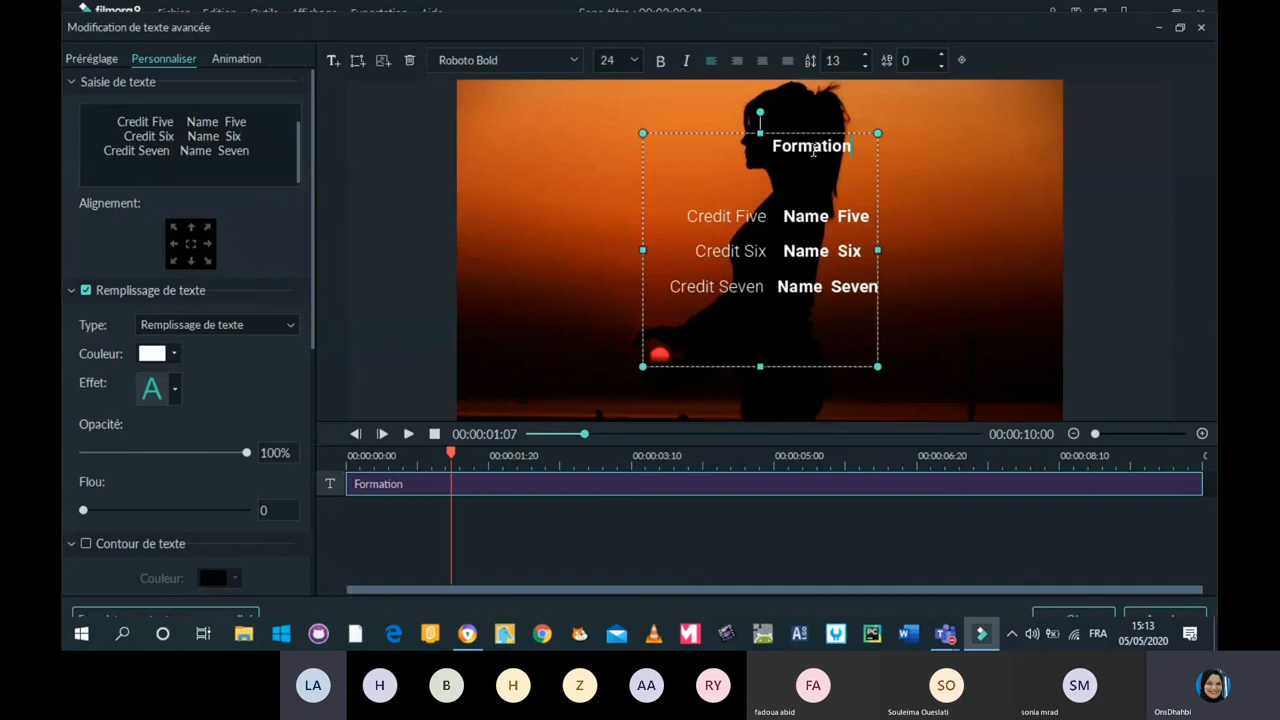 filmora9
Modification de texte avancée
Préréglage Personnaliser Animation
Roboto Bold 24 B I 13 0
Saisie de texte
Credit Five Name Five
Credit Six Name Six
Credit Seven Name Seven
Alignement:
Remplissage de texte
Type: Remplissage de texte
Couleur:
Effet: A
Opacité:
100%
Flou:
0
Contour de texte
Couleur:
Formation
Credit Five Name Five
Credit Six Name Six
Credit Seven Name Seven
00:00:01:07 00:00:10:00
00:00:00:00 00:00:01:20 00:00:03:10 00:00:05:00 00:00:06:20 00:00:08:10
T Formation
FRA
15:13
05/05/2020
LA H B H Z AA RY FA SO SM
fadoua abid Souleima Oueslati sonia mrad OnsDhahbi